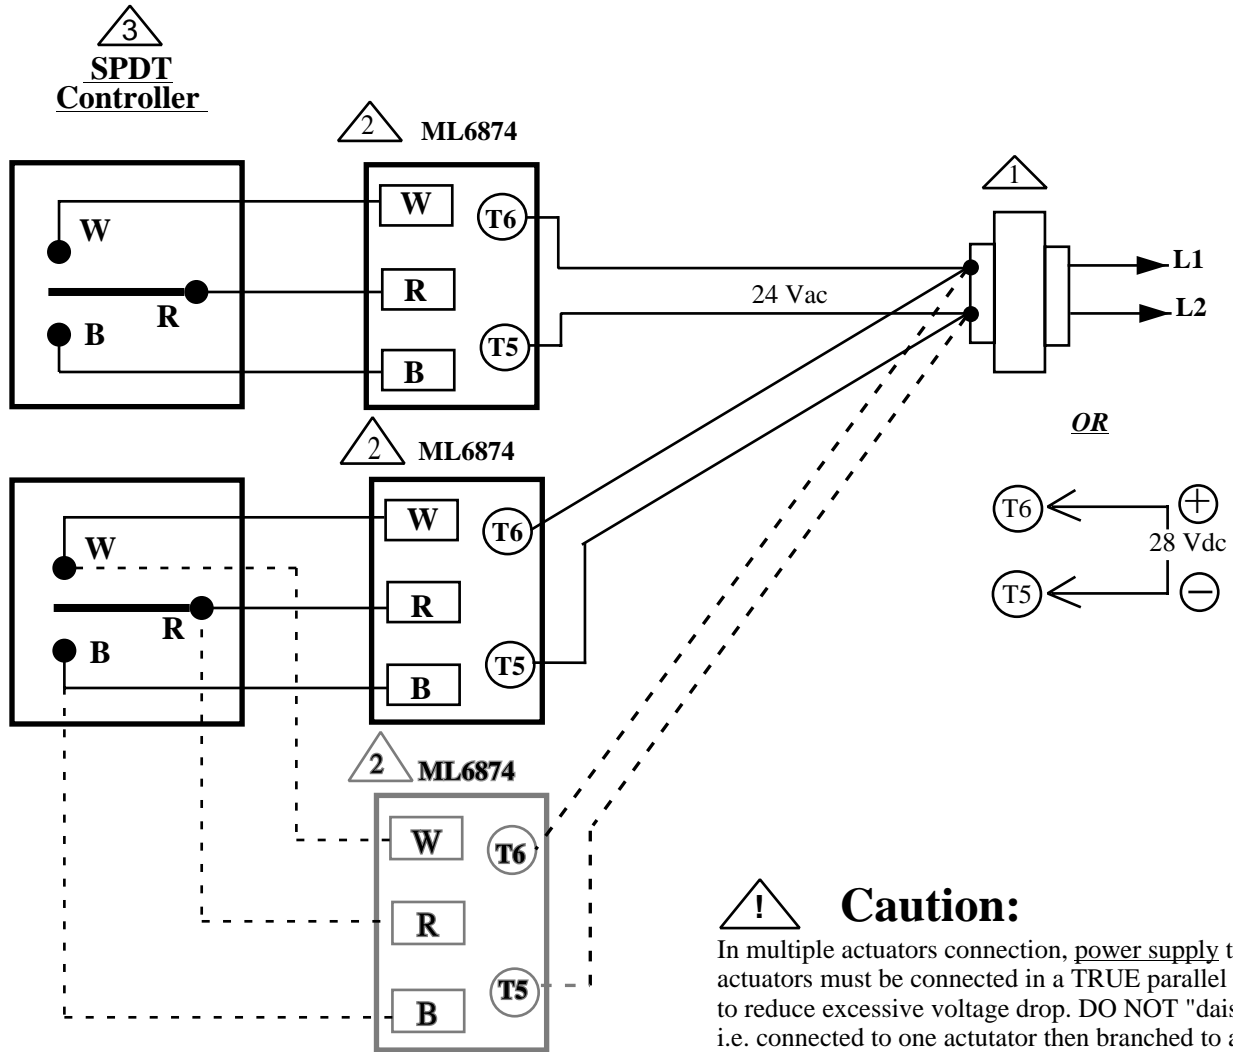 3
SPDT
Controller
2 ML6874
W
R
B
W
R
B
T6
T5
24 Vac
1
L1
L2
OR
T6
T5
+
28 Vdc
−
2 ML6874
W
R
B
W
R
B
T6
T5
2 ML6874
W
R
B
T6
T5
! Caution:
In multiple actuators connection, power supply
actuators must be connected in a TRUE parallel
to reduce excessive voltage drop. DO NOT
i.e. connected to one actutator then branched to